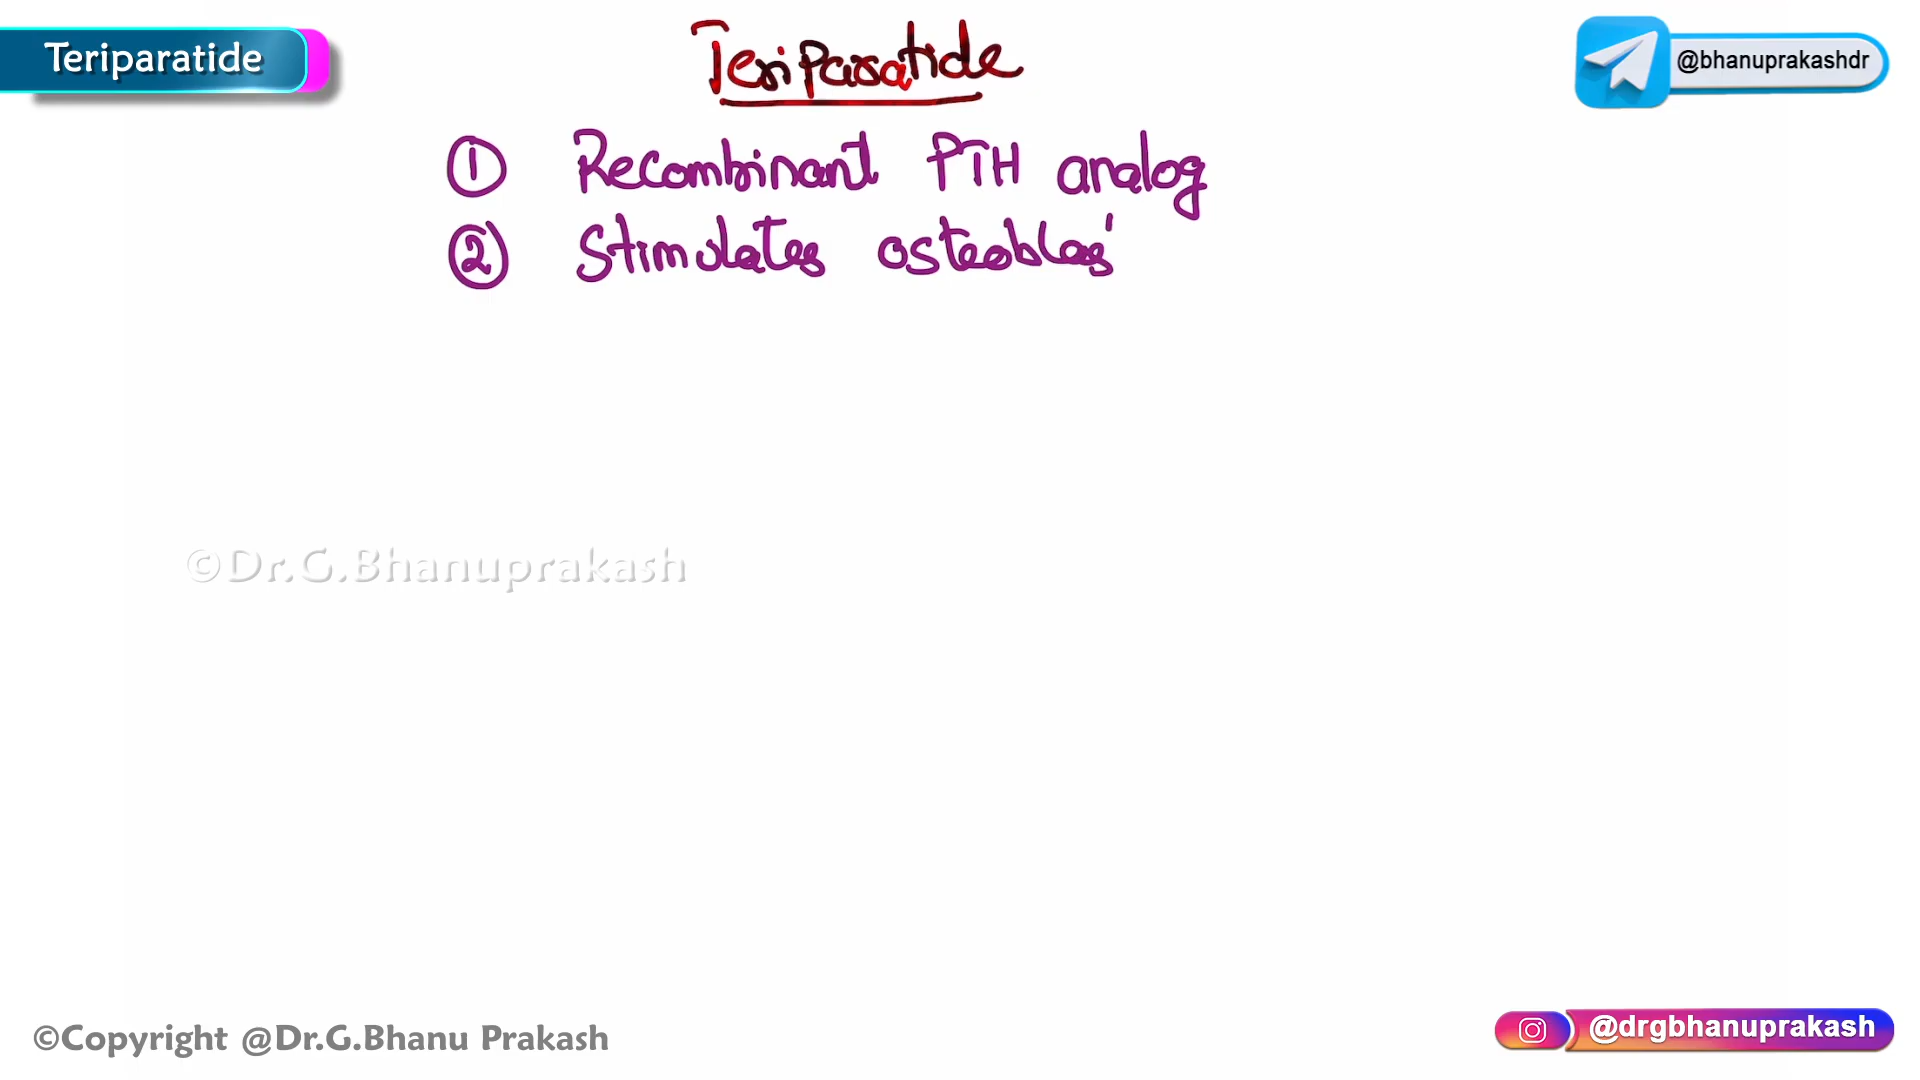 Teriparatide
Teriparatide
@bhanuprakashdr
① Recombinant PTH analog
② Stimulates osteoblas
©Dr.G.Bhanuprakash
©Copyright @Dr.G.Bhanu Prakash
@drgbhanuprakash